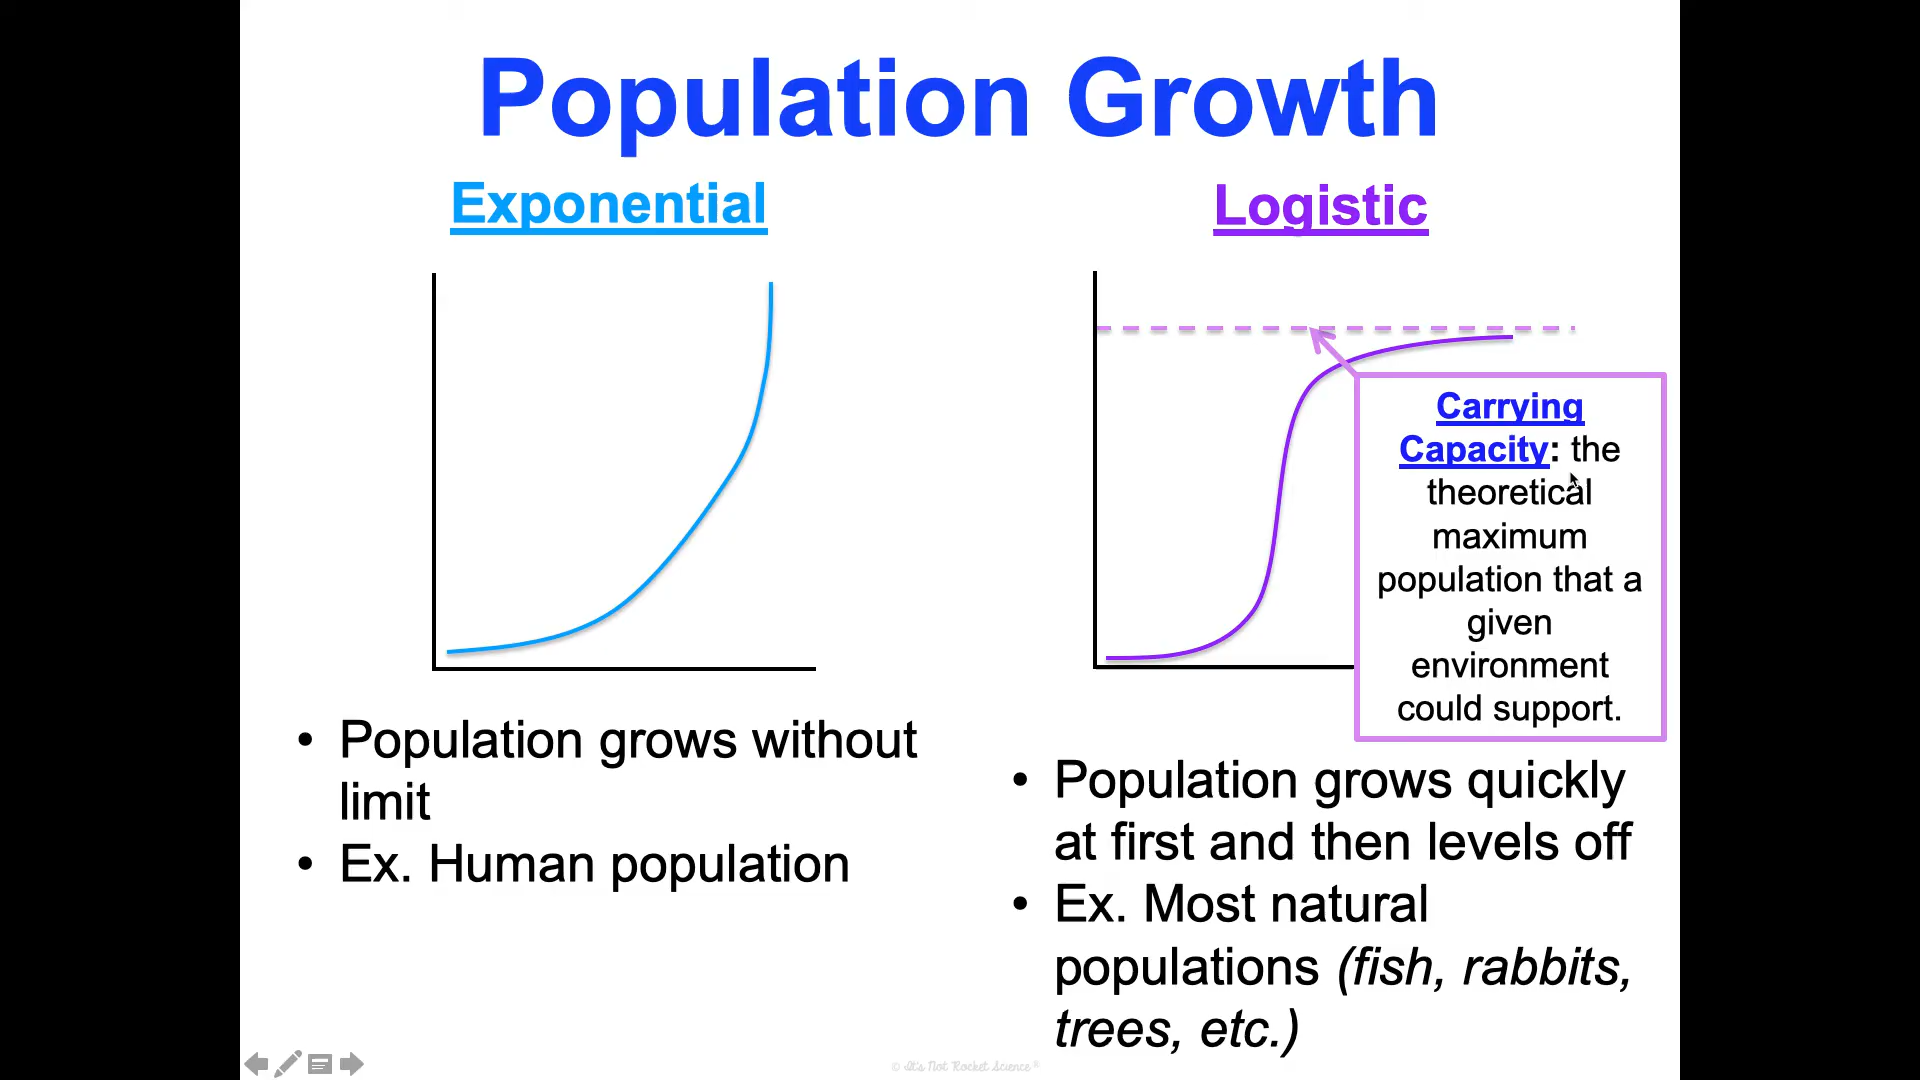 Population Growth
Exponential
Population grows without
limit
Ex. Human population
Logistic
Carrying
Capacity: the
theoretical
maximum
population that a
given
environment
could support.
Population grows quickly
at first and then levels off
Ex. Most natural
populations (fish, rabbits,
trees, etc.)
© It's Not Rocket Science®